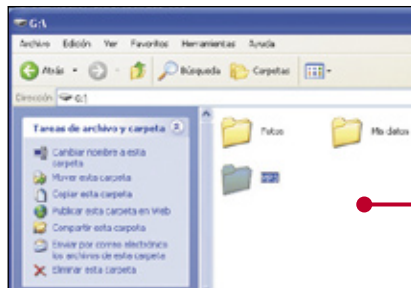 G:\
Archivo Edición Ver Favoritos Herramientas Ayuda
Atrás Búsqueda Carpetas
Dirección G:\
Tareas de archivo y carpeta
Cambiar nombre a esta
carpeta
Mover esta carpeta
Copiar esta carpeta
Publicar esta carpeta en Web
Compartir esta carpeta
Enviar por correo electrónico
los archivos de esta carpeta
Eliminar esta carpeta
Fotos
Mis datos